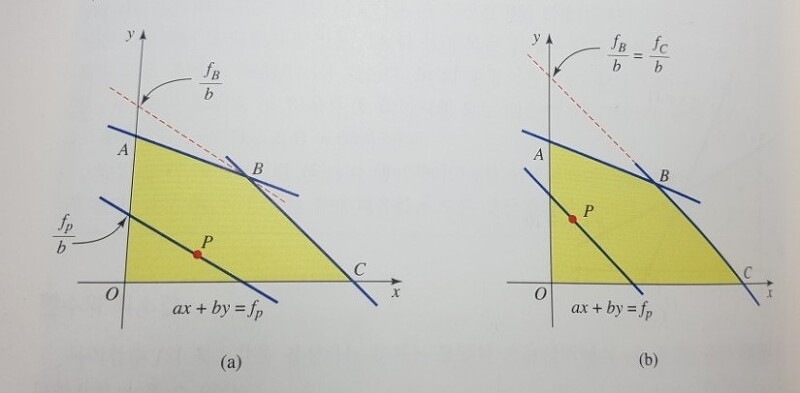 y
f_B/b
A
B
f_p/b
P
C
O
x
ax + by = f_p
(a)
y
f_B/b = f_C/b
A
B
P
C
O
x
ax + by = f_p
(b)